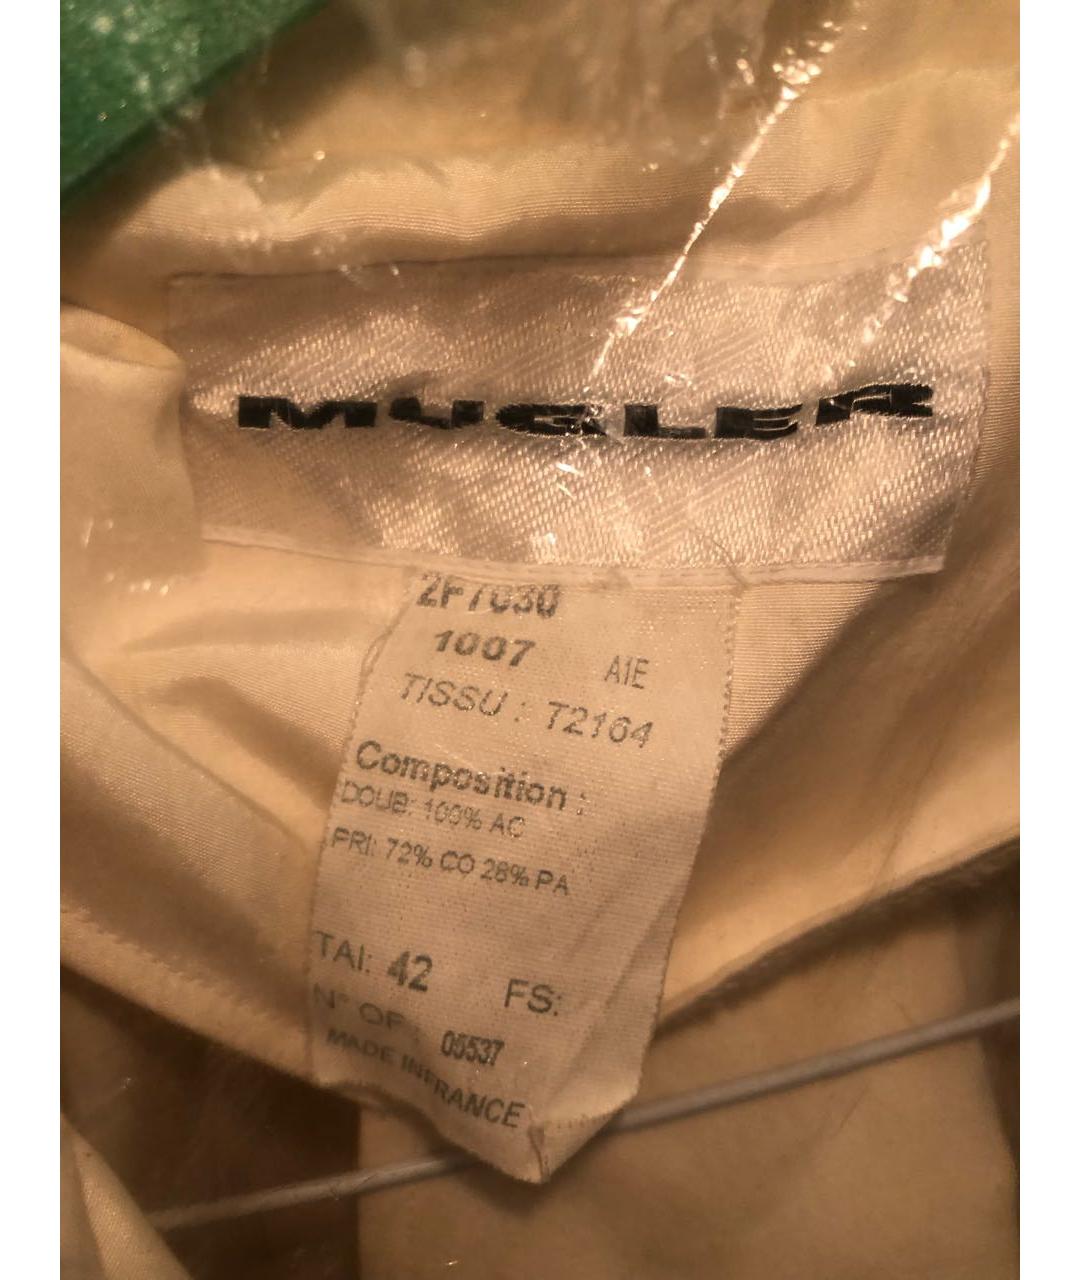 MUGLER
2F7030
1007 AIE
TISSU : T2164
Composition :
DOUB: 100% AC
PRI: 72% CO 28% PA
TAI: 42 FS:
N° OF : 05537
MADE IN FRANCE